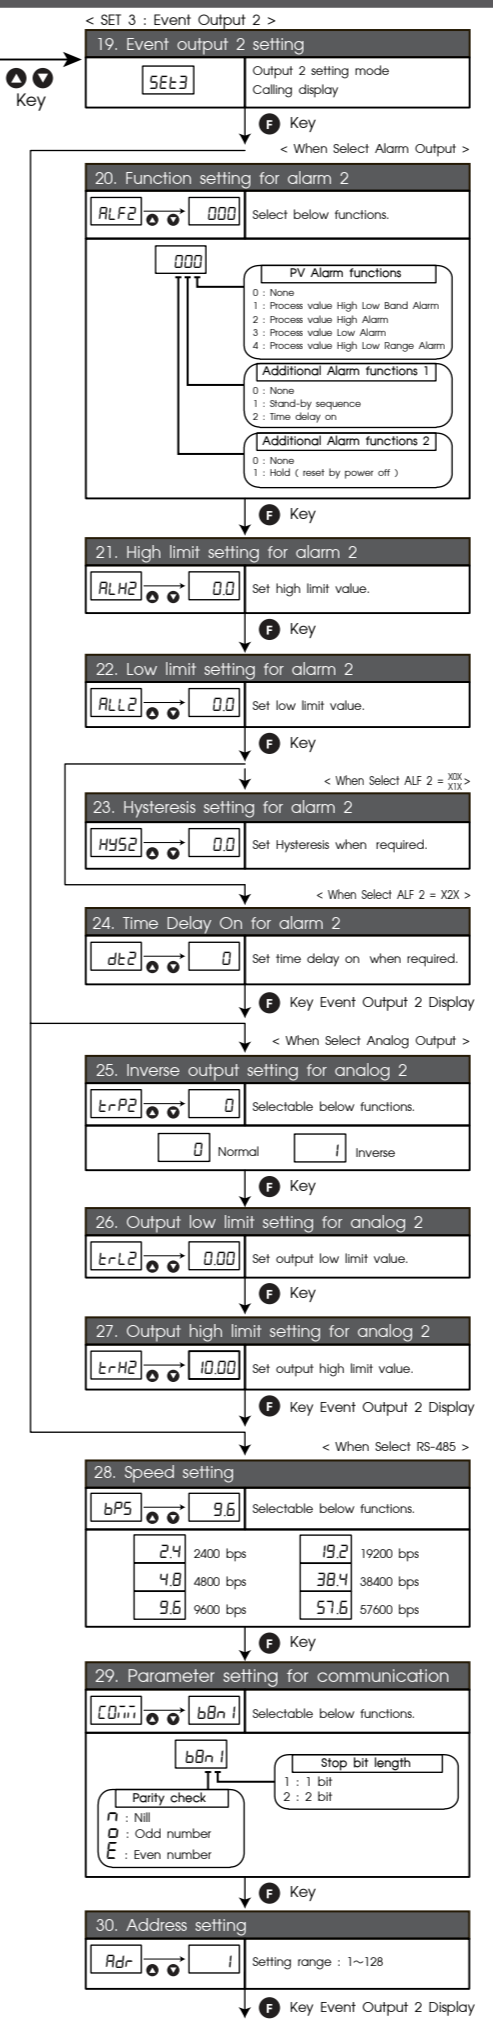 < SET 3 : Event Output 2 >
19. Event output 2 setting
SEt3
Output 2 setting mode
Calling display
Key
F Key
< When Select Alarm Output >
20. Function setting for alarm 2
ALF2 000 Select below functions.
000
PV Alarm functions
0 : None
1 : Process value High Low Band Alarm
2 : Process value High Alarm
3 : Process value Low Alarm
4 : Process value High Low Range Alarm
Additional Alarm functions 1
0 : None
1 : Stand-by sequence
2 : Time delay on
Additional Alarm functions 2
0 : None
1 : Hold ( reset by power off )
F Key
21. High limit setting for alarm 2
ALH2 0.0 Set high limit value.
F Key
22. Low limit setting for alarm 2
ALL2 0.0 Set low limit value.
F Key
< When Select ALF 2 = X0X X1X >
23. Hysteresis setting for alarm 2
HYS2 0.0 Set Hysteresis when required.
< When Select ALF 2 = X2X >
24. Time Delay On for alarm 2
dt2 0 Set time delay on when required.
F Key Event Output 2 Display
< When Select Analog Output >
25. Inverse output setting for analog 2
trP2 0 Selectable below functions.
0 Normal 1 Inverse
F Key
26. Output low limit setting for analog 2
trL2 0.00 Set output low limit value.
F Key
27. Output high limit setting for analog 2
trH2 10.00 Set output high limit value.
F Key Event Output 2 Display
< When Select RS-485 >
28. Speed setting
bPS 9.6 Selectable below functions.
2.4 2400 bps 19.2 19200 bps
4.8 4800 bps 38.4 38400 bps
9.6 9600 bps 57.6 57600 bps
F Key
29. Parameter setting for communication
COm b8n1 Selectable below functions.
b8n1
Stop bit length
1 : 1 bit
2 : 2 bit
Parity check
n : Nill
o : Odd number
E : Even number
F Key
30. Address setting
Adr 1 Setting range : 1~128
F Key Event Output 2 Display